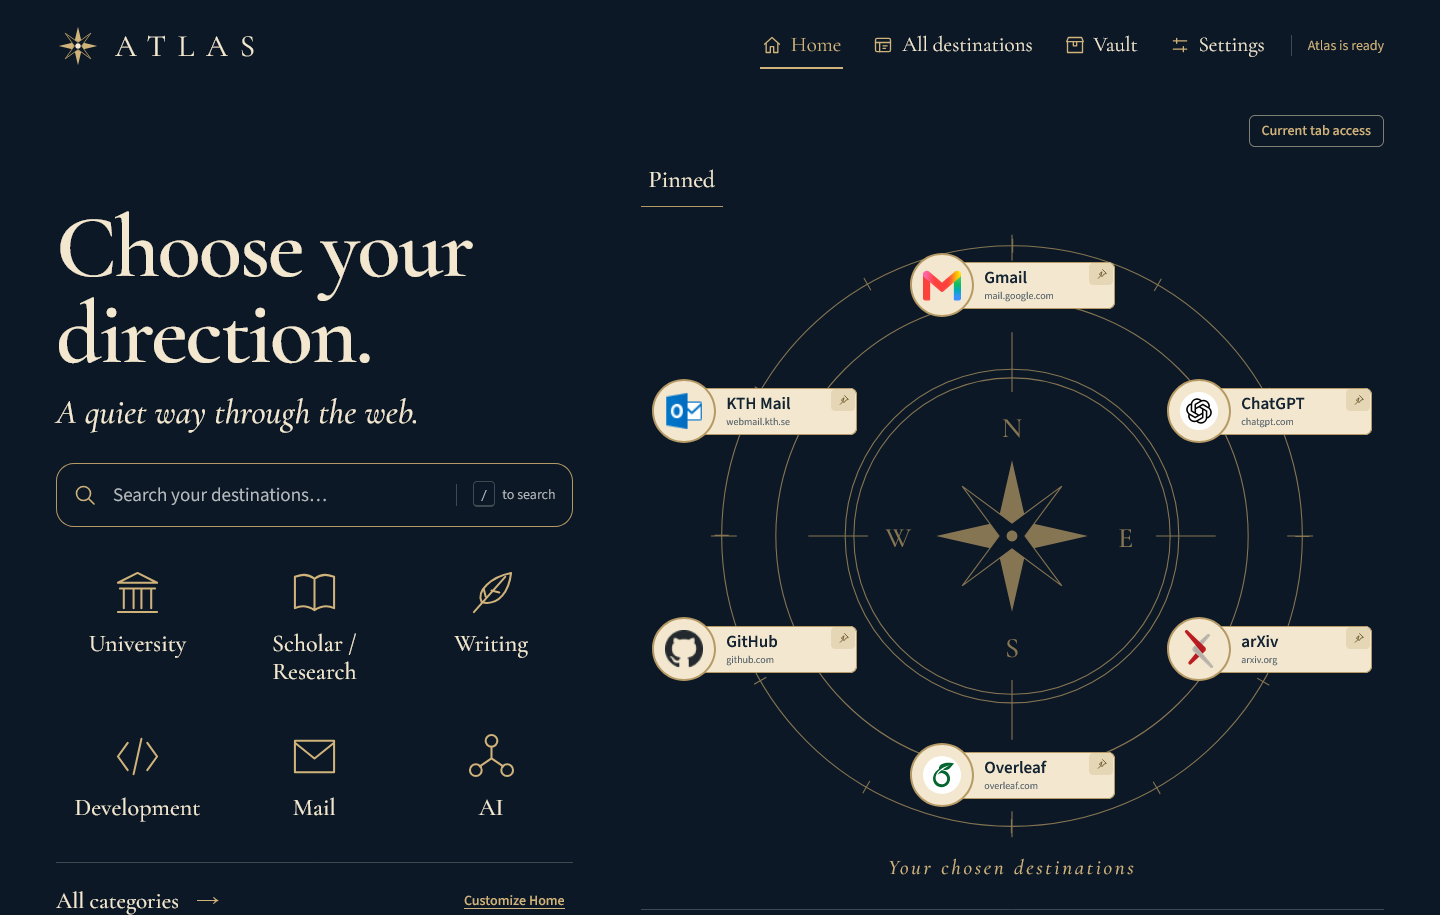 ATLAS
Home
All destinations
Vault
Settings
Atlas is ready
Current tab access
Pinned
Choose your
direction.
A quiet way through the web.
Search your destinations…
/ to search
University
Scholar /
Research
Writing
Development
Mail
AI
All categories →
Customize Home
Gmail
mail.google.com
KTH Mail
webmail.kth.se
ChatGPT
chatgpt.com
N
W
E
S
GitHub
github.com
arXiv
arxiv.org
Overleaf
overleaf.com
Your chosen destinations